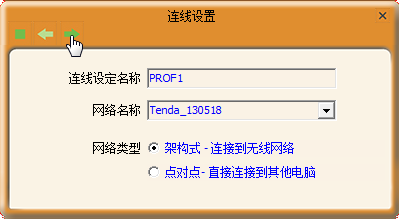 连线设置
连线设定名称 PROF1
网络名称 Tenda_130518
网络类型 架构式 - 连接到无线网络
点对点- 直接连接到其他电脑